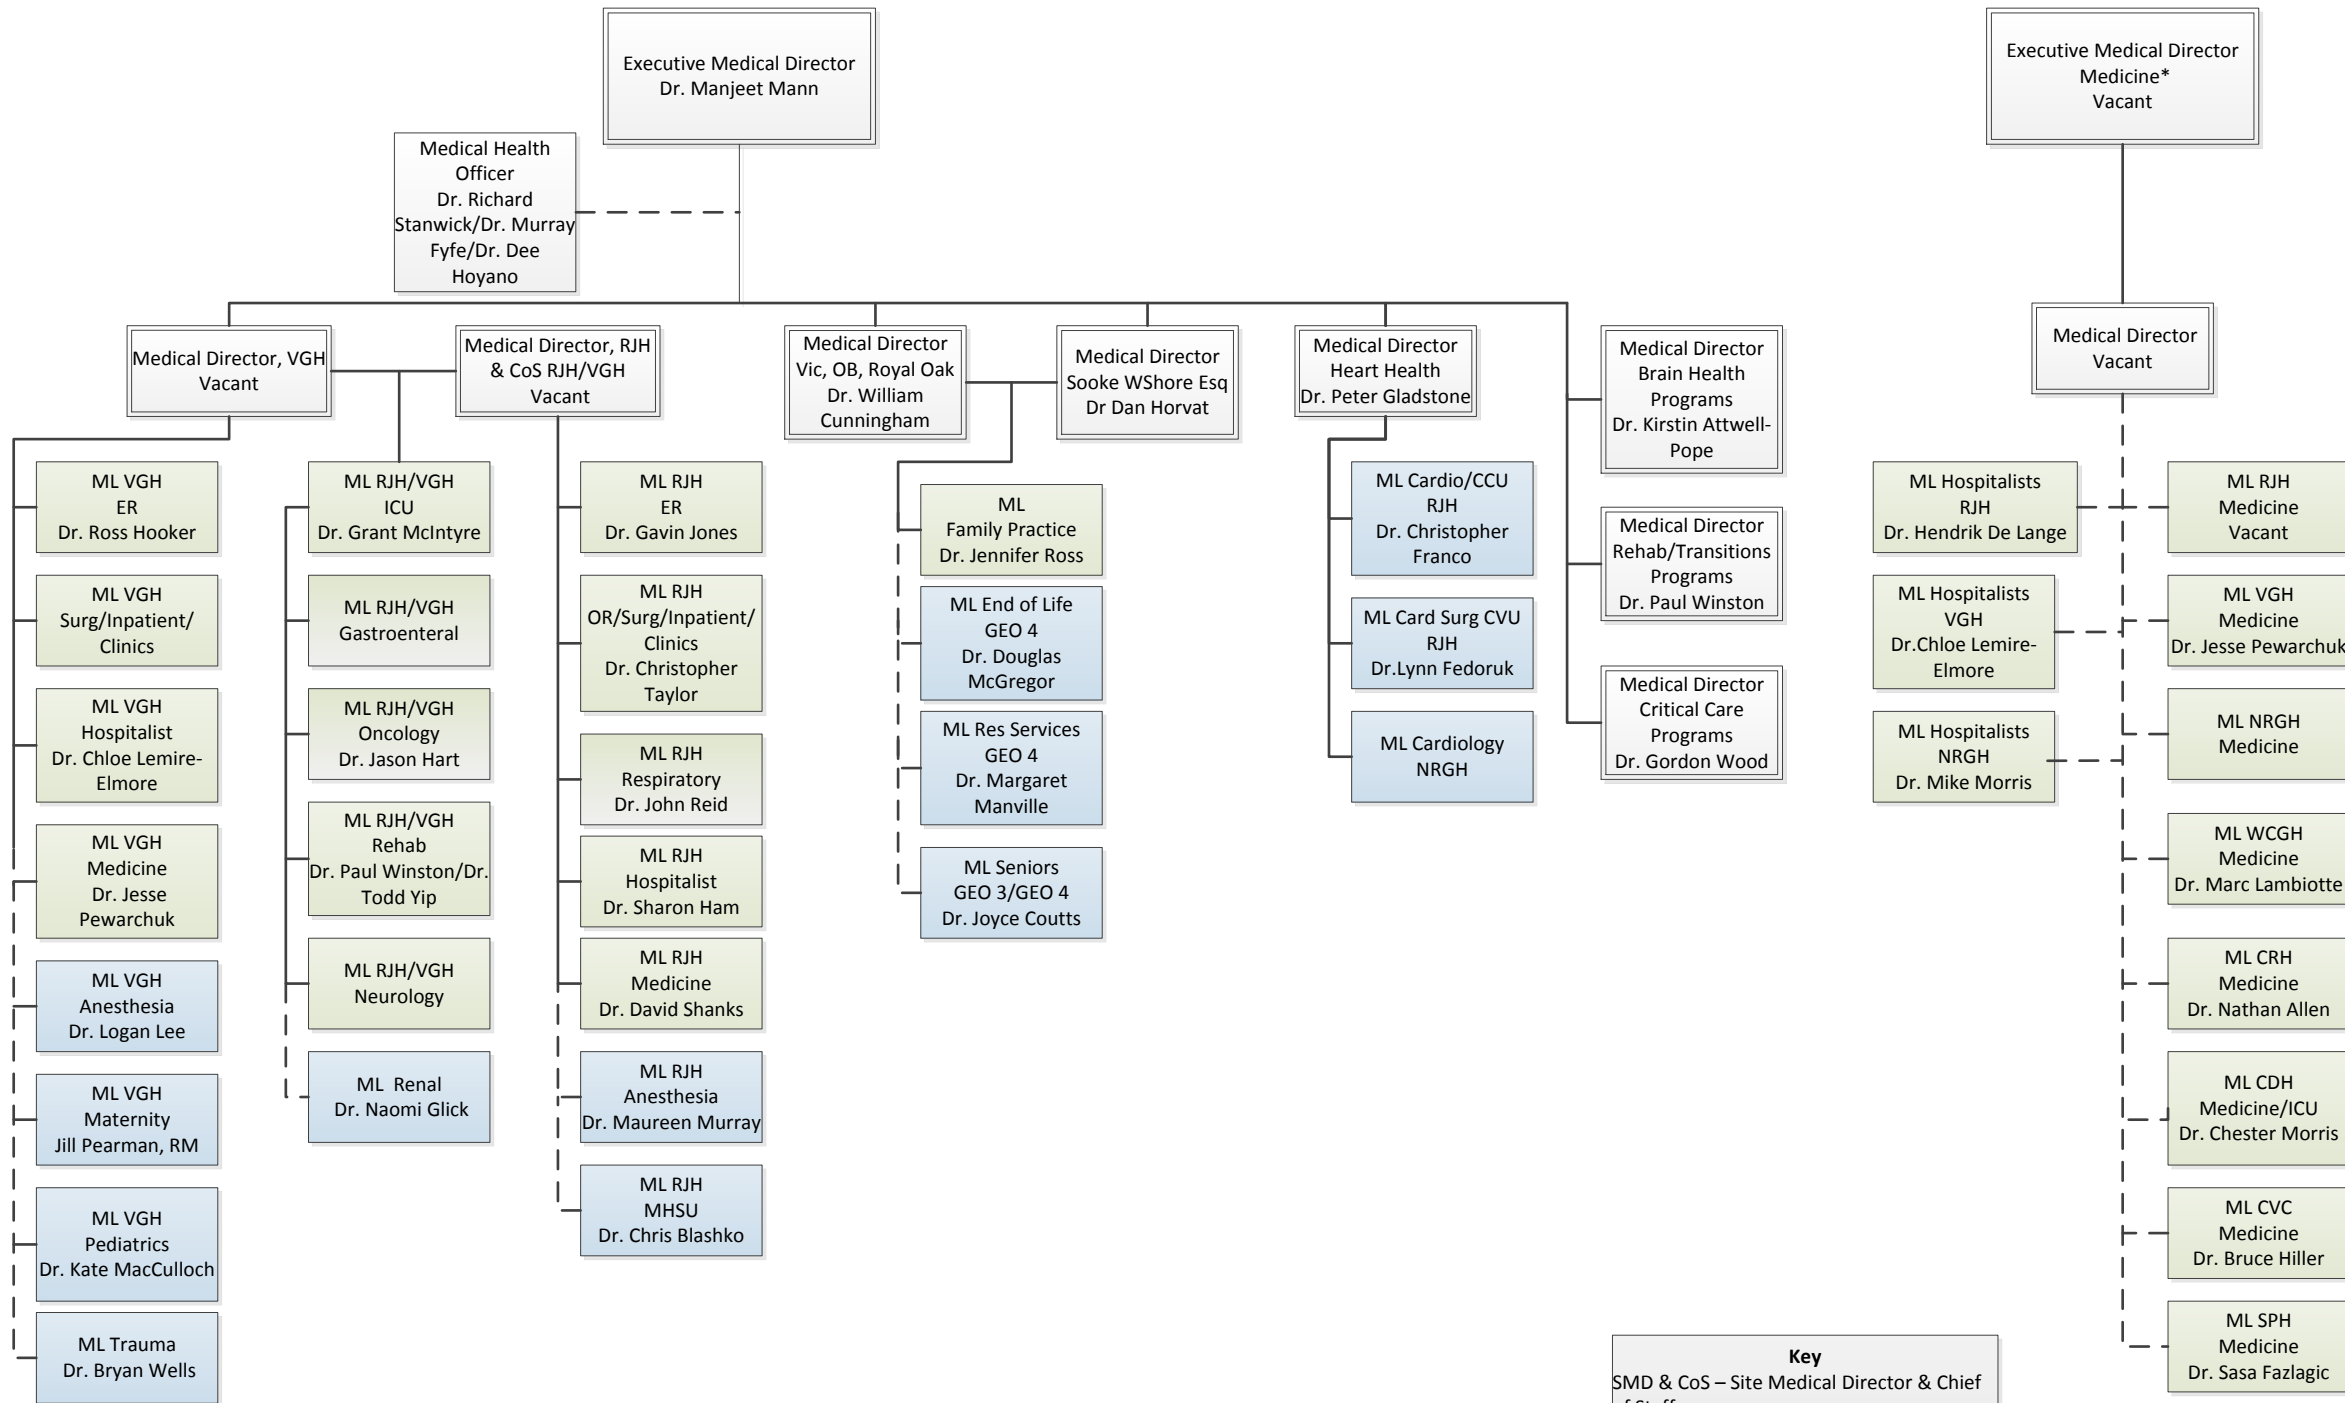 Executive Medical Director
Dr. Manjeet Mann
Executive Medical Director
Medicine*
Vacant
Medical Health
Officer
Dr. Richard
Stanwick/Dr. Murray
Fyfe/Dr. Dee
Hoyano
Medical Director, VGH
Vacant
Medical Director, RJH
& CoS RJH/VGH
Vacant
Medical Director
Vic, OB, Royal Oak
Dr. William
Cunningham
Medical Director
Sooke WShore Esq
Dr Dan Horvat
Medical Director
Heart Health
Dr. Peter Gladstone
Medical Director
Brain Health
Programs
Dr. Kirstin Attwell-
Pope
Medical Director
Vacant
ML VGH
ER
Dr. Ross Hooker
ML VGH
Surg/Inpatient/
Clinics
ML VGH
Hospitalist
Dr. Chloe Lemire-
Elmore
ML VGH
Medicine
Dr. Jesse
Pewarchuk
ML VGH
Anesthesia
Dr. Logan Lee
ML VGH
Maternity
Jill Pearman, RM
ML VGH
Pediatrics
Dr. Kate MacCulloch
ML Trauma
Dr. Bryan Wells
ML RJH/VGH
ICU
Dr. Grant McIntyre
ML RJH/VGH
Gastroenteral
ML RJH/VGH
Oncology
Dr. Jason Hart
ML RJH/VGH
Rehab
Dr. Paul Winston/Dr.
Todd Yip
ML RJH/VGH
Neurology
ML Renal
Dr. Naomi Glick
ML RJH
ER
Dr. Gavin Jones
ML RJH
OR/Surg/Inpatient/
Clinics
Dr. Christopher
Taylor
ML RJH
Respiratory
Dr. John Reid
ML RJH
Hospitalist
Dr. Sharon Ham
ML RJH
Medicine
Dr. David Shanks
ML RJH
Anesthesia
Dr. Maureen Murray
ML RJH
MHSU
Dr. Chris Blashko
ML
Family Practice
Dr. Jennifer Ross
ML End of Life
GEO 4
Dr. Douglas
McGregor
ML Res Services
GEO 4
Dr. Margaret
Manville
ML Seniors
GEO 3/GEO 4
Dr. Joyce Coutts
ML Cardio/CCU
RJH
Dr. Christopher
Franco
ML Card Surg CVU
RJH
Dr.Lynn Fedoruk
ML Cardiology
NRGH
Medical Director
Rehab/Transitions
Programs
Dr. Paul Winston
Medical Director
Critical Care
Programs
Dr. Gordon Wood
ML Hospitalists
RJH
Dr. Hendrik De Lange
ML Hospitalists
VGH
Dr.Chloe Lemire-
Elmore
ML Hospitalists
NRGH
Dr. Mike Morris
ML RJH
Medicine
Vacant
ML VGH
Medicine
Dr. Jesse Pewarchuk
ML NRGH
Medicine
ML WCGH
Medicine
Dr. Marc Lambiotte
ML CRH
Medicine
Dr. Nathan Allen
ML CDH
Medicine/ICU
Dr. Chester Morris
ML CVC
Medicine
Dr. Bruce Hiller
ML SPH
Medicine
Dr. Sasa Fazlagic
Key
SMD & CoS – Site Medical Director & Chief